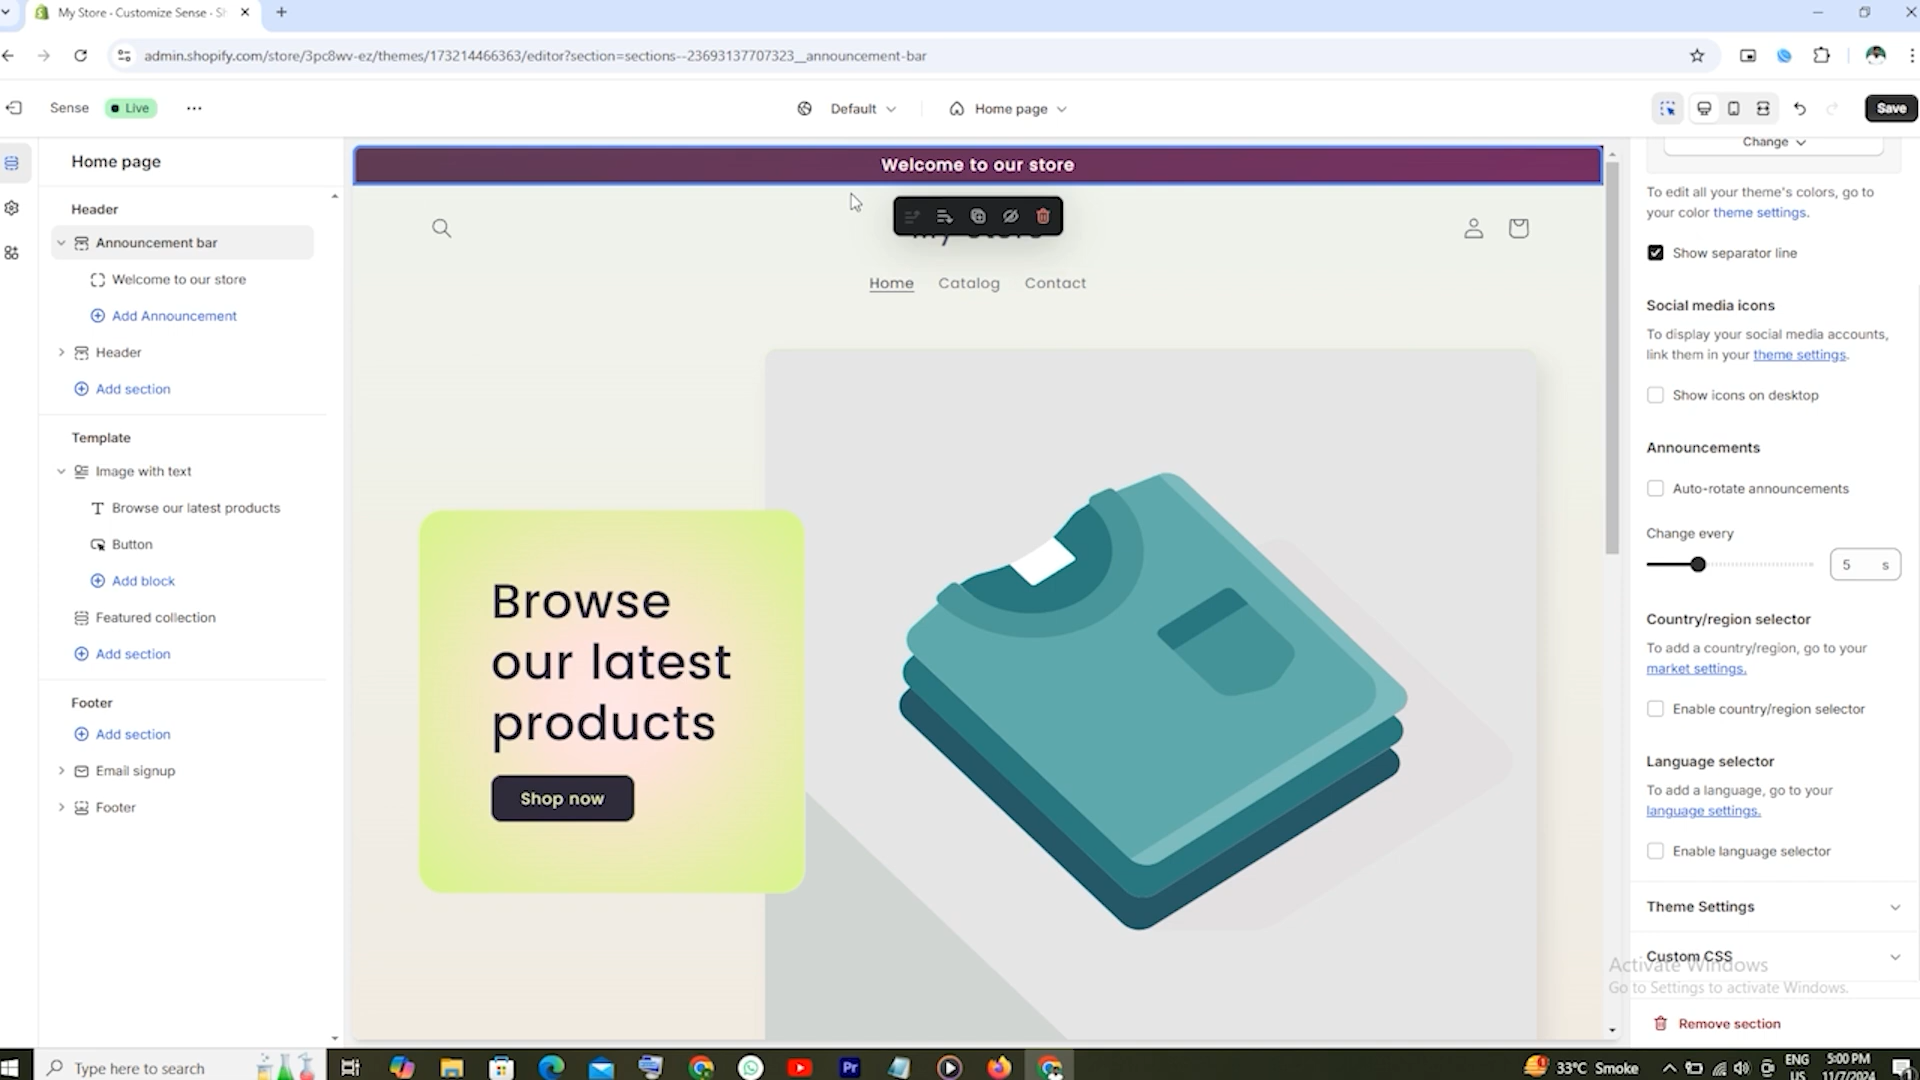 My Store - Customize Sense - Sh
admin.shopify.com/store/3pc8wv-ez/themes/173214466363/editor?section=sections--23693137707323__announcement-bar
Sense
Live
Default
Home page
Save
Home page
Header
Announcement bar
Welcome to our store
Add Announcement
Header
Add section
Template
Image with text
Browse our latest products
Button
Add block
Featured collection
Add section
Footer
Add section
Email signup
Footer
Welcome to our store
My Store
Home
Catalog
Contact
Browse
our latest
products
Shop now
Change
To edit all your theme's colors, go to
your color theme settings.
Show separator line
Social media icons
To display your social media accounts,
link them in your theme settings.
Show icons on desktop
Announcements
Auto-rotate announcements
Change every
5 s
Country/region selector
To add a country/region, go to your
market settings.
Enable country/region selector
Language selector
To add a language, go to your
language settings.
Enable language selector
Theme Settings
Custom CSS
Activate Windows
Go to Settings to activate Windows.
Remove section
Type here to search
Pr
33°C Smoke
ENG
US
5:00 PM
11/7/2024